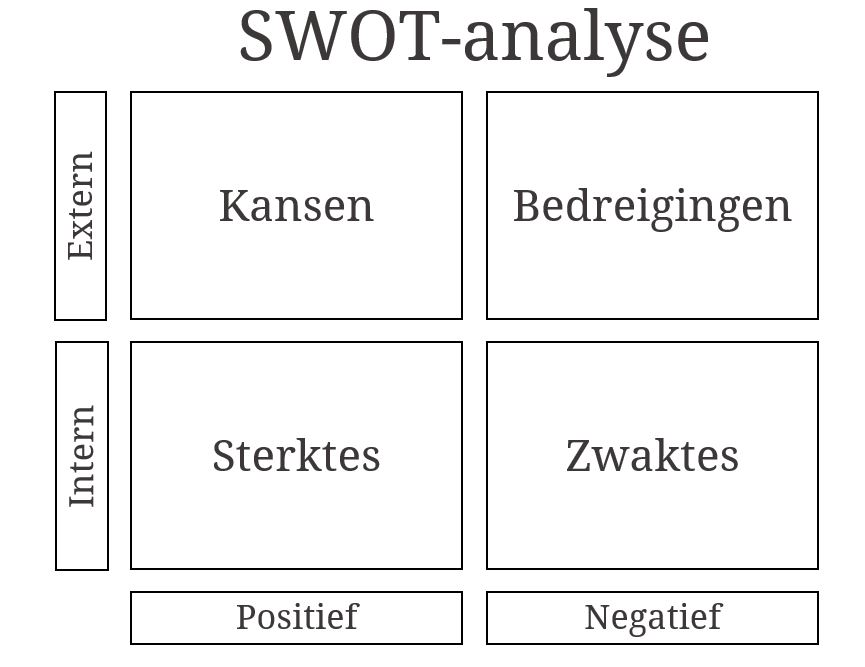 SWOT-analyse
Extern
Kansen
Bedreigingen
Intern
Sterktes
Zwaktes
Positief
Negatief